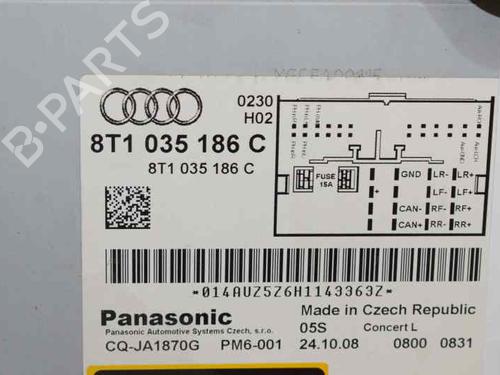 B-PARTS
0230
H02
8T1 035 186 C
8T1 035 186 C
FUSE
15A
GND LR- LR+
+ LF- LF+
CAN- RF- RF+
CAN+ RR- RR+
*014AUZ5Z6H1143363Z*
Panasonic
Made in Czech Republic
Panasonic Automotive Systems Czech, s.r.o.
05S Concert L
CQ-JA1870G PM6-001 24.10.08 0800 0831